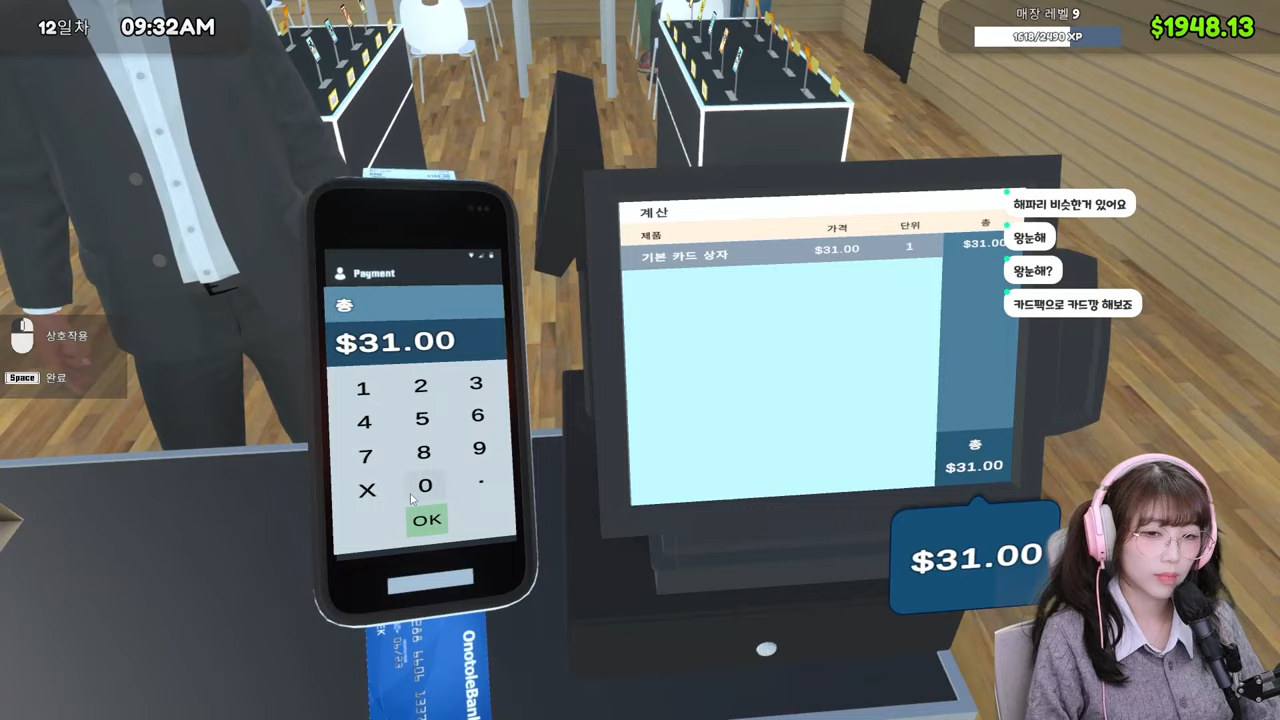 12일차 09:32AM
매장 레벨 9
1618/2490 XP
$1948.13
상호작용
Space 완료
Payment
총
$31.00
1 2 3
4 5 6
7 8 9
X 0 .
OK
계산
제품 가격 단위 총
기본 카드 상자 $31.00 1 $31.00
총
$31.00
$31.00
해파리 비슷한거 있어요
왕눈해
왕눈해?
카드팩으로 카드깡 해보죠
OnotoleBank